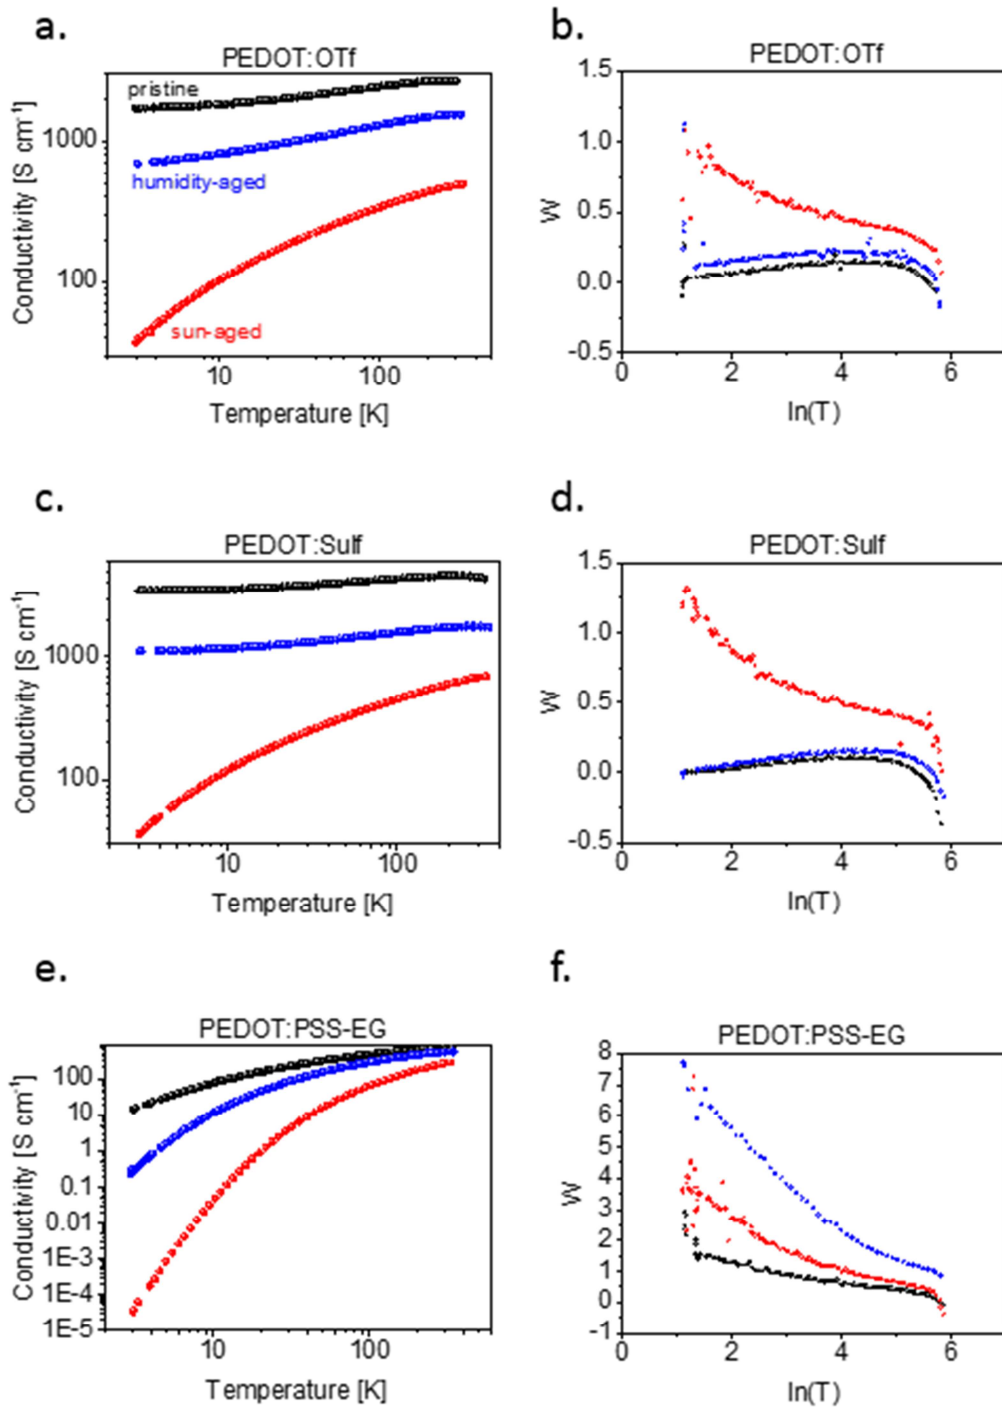 a.
PEDOT:OTf
Conductivity [S cm⁻¹]
1000
100
pristine
humidity-aged
sun-aged
10
100
Temperature [K]
b.
PEDOT:OTf
W
1.5
1.0
0.5
0.0
-0.5
0
2
4
6
ln(T)
c.
PEDOT:Sulf
Conductivity [S cm⁻¹]
1000
100
10
100
Temperature [K]
d.
PEDOT:Sulf
W
1.5
1.0
0.5
0.0
-0.5
0
2
4
6
ln(T)
e.
PEDOT:PSS-EG
Conductivity [S cm⁻¹]
100
10
1
0.1
0.01
1E-3
1E-4
1E-5
10
100
Temperature [K]
f.
PEDOT:PSS-EG
W
8
7
6
5
4
3
2
1
0
-1
0
2
4
6
ln(T)